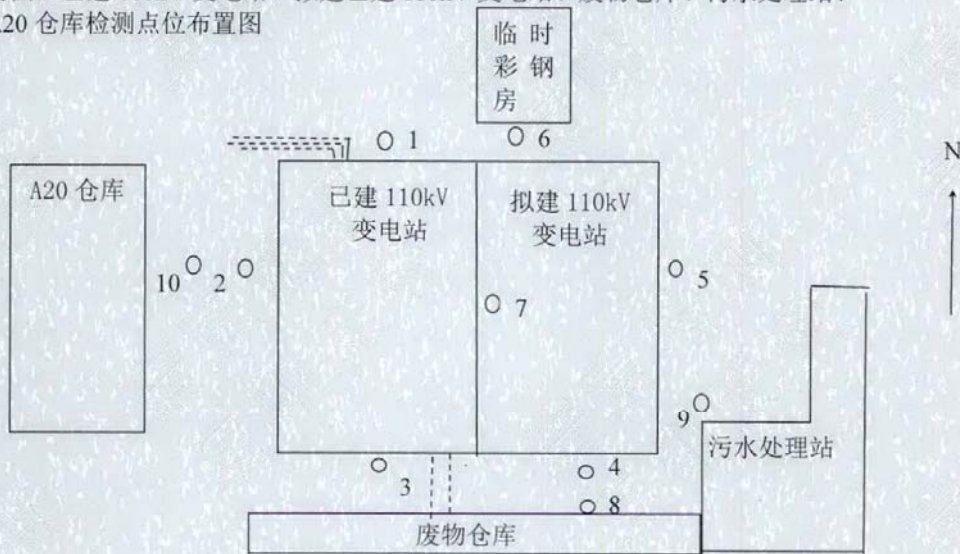 A20 仓库检测点位布置图
临 时
彩 钢
房
1
6
N
A20 仓库
已建 110kV
变电站
拟建 110kV
变电站
10
2
5
7
9
污水处理站
3
4
8
废物仓库